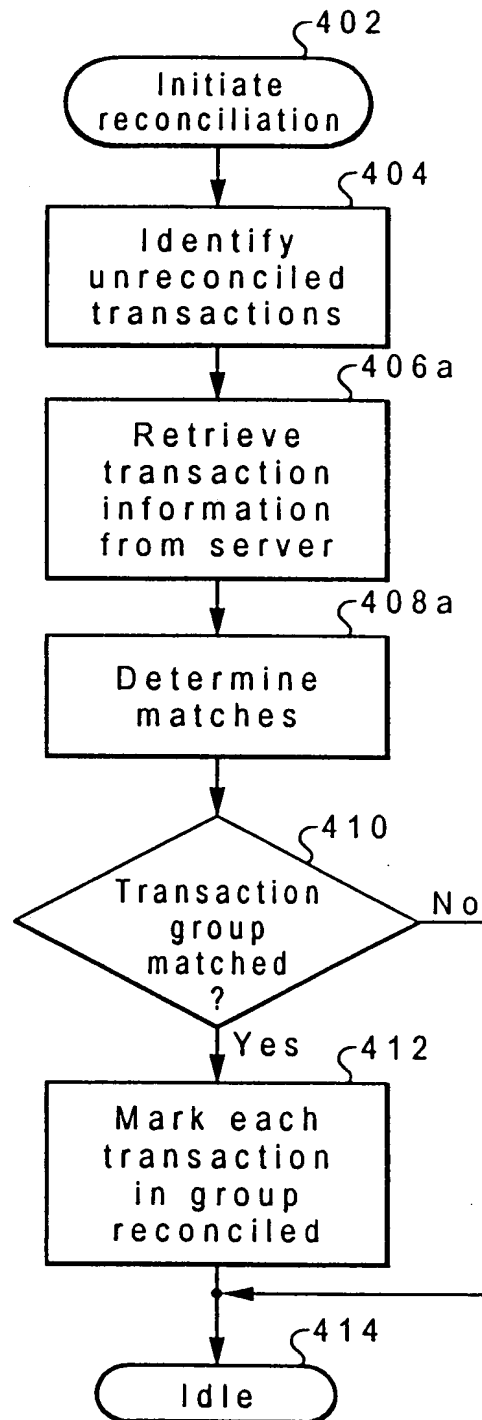 402
Initiate
reconciliation
404
Identify
unreconciled
transactions
406a
Retrieve
transaction
information
from server
408a
Determine
matches
410
Transaction
group
matched
?
No
Yes
412
Mark each
transaction
in group
reconciled
414
Idle